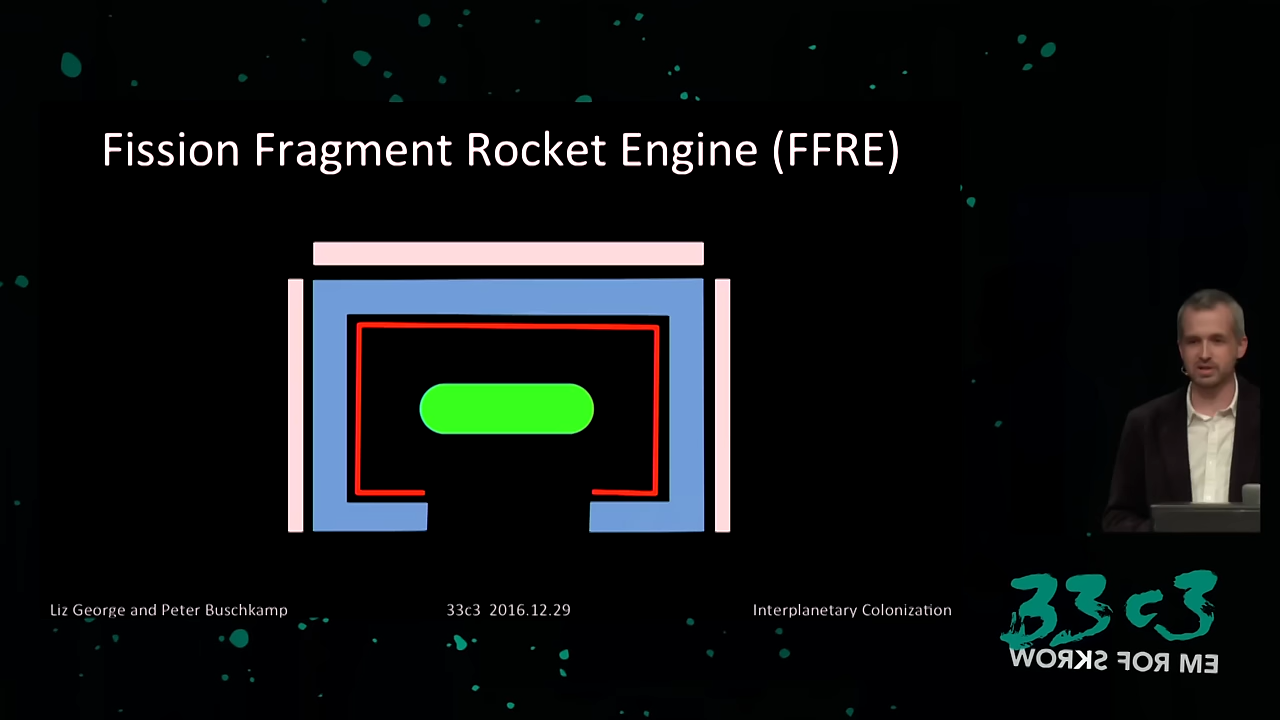 Fission Fragment Rocket Engine (FFRE)
Liz George and Peter Buschkamp
33c3 2016.12.29
Interplanetary Colonization
33c3
WORKS FOR ME